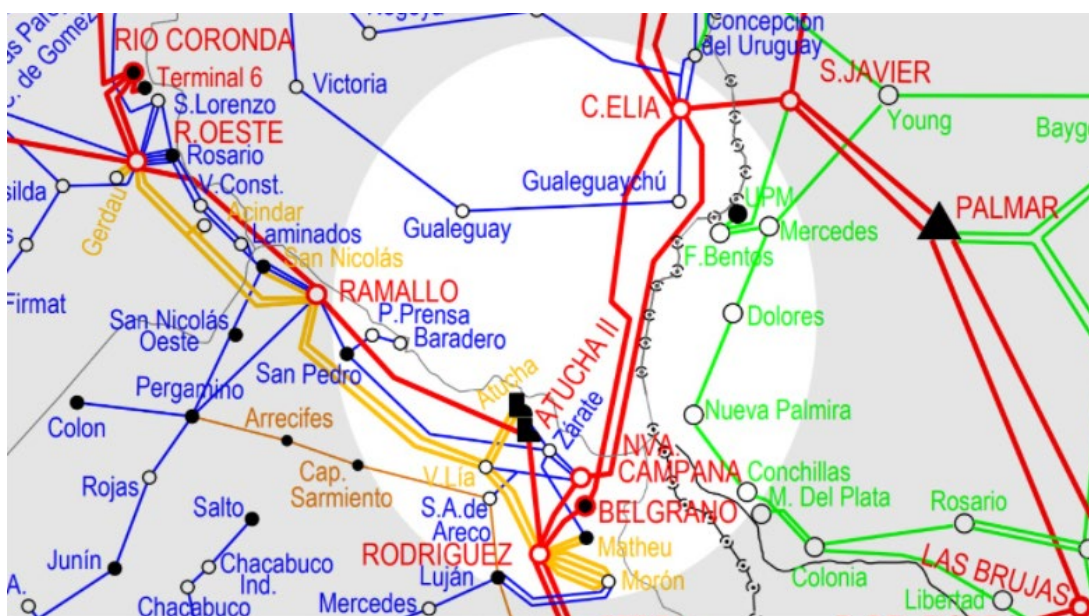 RIO CORONDA
Terminal 6
C. de Gomez
S.Lorenzo
R.OESTE
Rosario
V.Const.
Gerdau
Acindar
Laminados
San Nicolás
Firmat
San Nicolás
Oeste
RAMALLO
P.Prensa
Baradero
San Pedro
Pergamino
Colon
Arrecifes
Cap.
Sarmiento
Rojas
Salto
Junín
Chacabuco
Ind.
Chacabuco
Victoria
Gualeguay
Gualeguaychú
Concepción
del Uruguay
C.ELIA
S.JAVIER
Young
UPM
F.Bentos
Mercedes
PALMAR
Dolores
Nueva Palmira
Conchillas
M. Del Plata
Rosario
Colonia
LAS BRUJAS
Libertad
Atucha
ATUCHA II
Zárate
V.Lía
NVA.
CAMPANA
BELGRANO
S.A.de
Areco
RODRIGUEZ
Matheu
Morón
Luján
Mercedes
A.